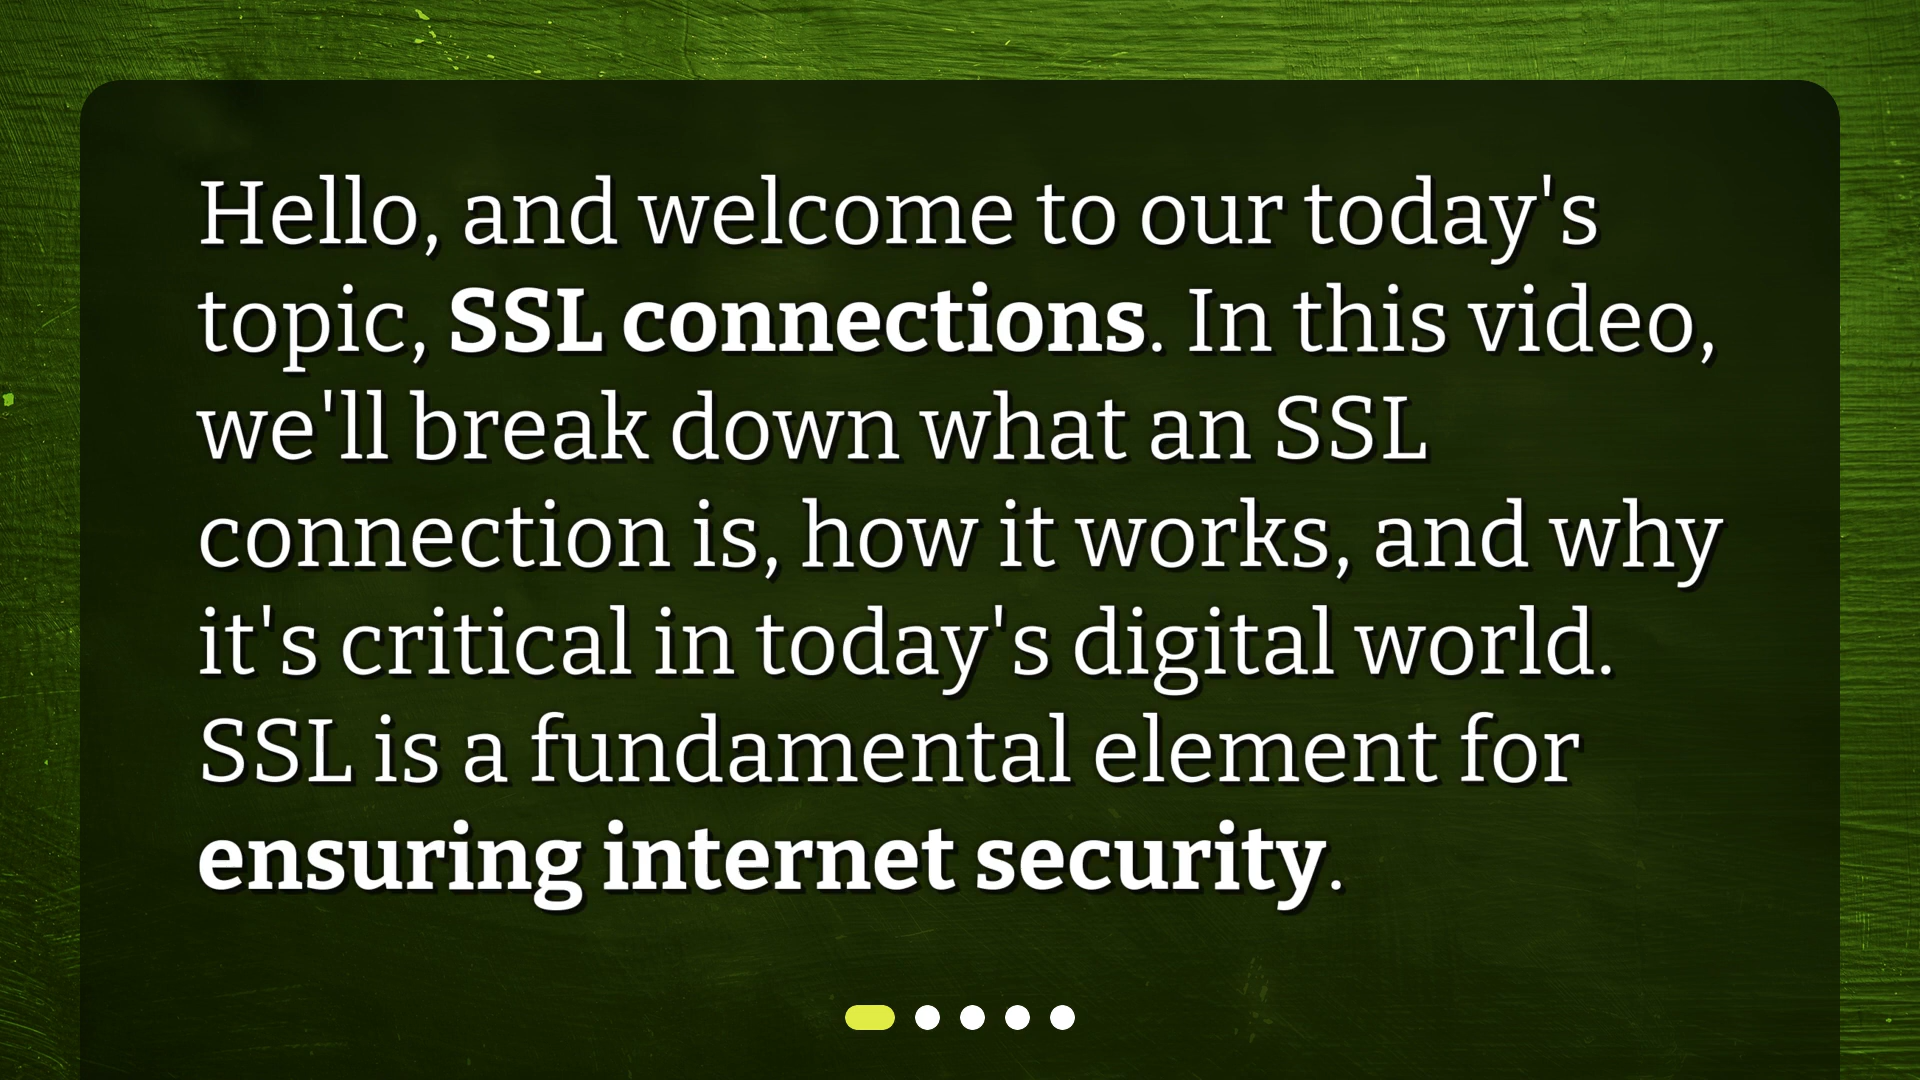 Hello, and welcome to our today's
topic, SSL connections. In this video,
we'll break down what an SSL
connection is, how it works, and why
it's critical in today's digital world.
SSL is a fundamental element for
ensuring internet security.